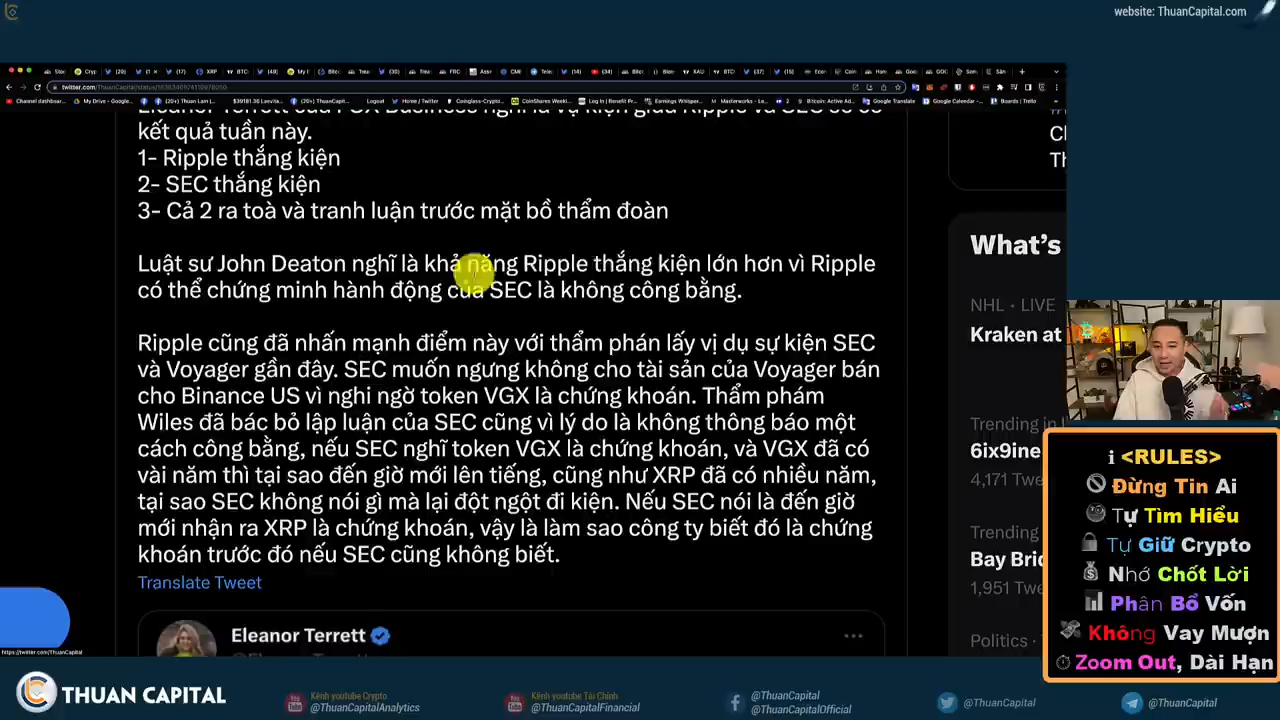 website: ThuanCapital.com
twitter.com/ThuanCapital/status/
kết quả tuần này.
1- Ripple thắng kiện
2- SEC thắng kiện
3- Cả 2 ra toà và tranh luận trước mặt bồ thẩm đoàn
Luật sư John Deaton nghĩ là khả năng Ripple thắng kiện lớn hơn vì Ripple
có thể chứng minh hành động của SEC là không công bằng.
Ripple cũng đã nhấn mạnh điểm này với thẩm phán lấy vị dụ sự kiện SEC
và Voyager gần đây. SEC muốn ngưng không cho tài sản của Voyager bán
cho Binance US vì nghi ngờ token VGX là chứng khoán. Thẩm phám
Wiles đã bác bỏ lập luận của SEC cũng vì lý do là không thông báo một
cách công bằng, nếu SEC nghĩ token VGX là chứng khoán, và VGX đã có
vài năm thì tại sao đến giờ mới lên tiếng, cũng như XRP đã có nhiều năm,
tại sao SEC không nói gì mà lại đột ngột đi kiện. Nếu SEC nói là đến giờ
mới nhận ra XRP là chứng khoán, vậy là làm sao công ty biết đó là chứng
khoán trước đó nếu SEC cũng không biết.
Translate Tweet
Eleanor Terrett
https://twitter.com/ThuanCapital
What's
NHL · LIVE
Kraken at
Trending in
6ix9ine
4,171 Twe
Trending
Bay Brid
1,951 Twe
Politics ·
i <RULES>
Đừng Tin Ai
Tự Tìm Hiểu
Tự Giữ Crypto
Nhớ Chốt Lời
Phân Bổ Vốn
Không Vay Mượn
Zoom Out, Dài Hạn
THUAN CAPITAL
Kênh youtube Crypto
@ThuanCapitalAnalytics
Kênh youtube Tài Chính
@ThuanCapitalFinancial
@ThuanCapital
@ThuanCapitalOfficial
@ThuanCapital
@ThuanCapital